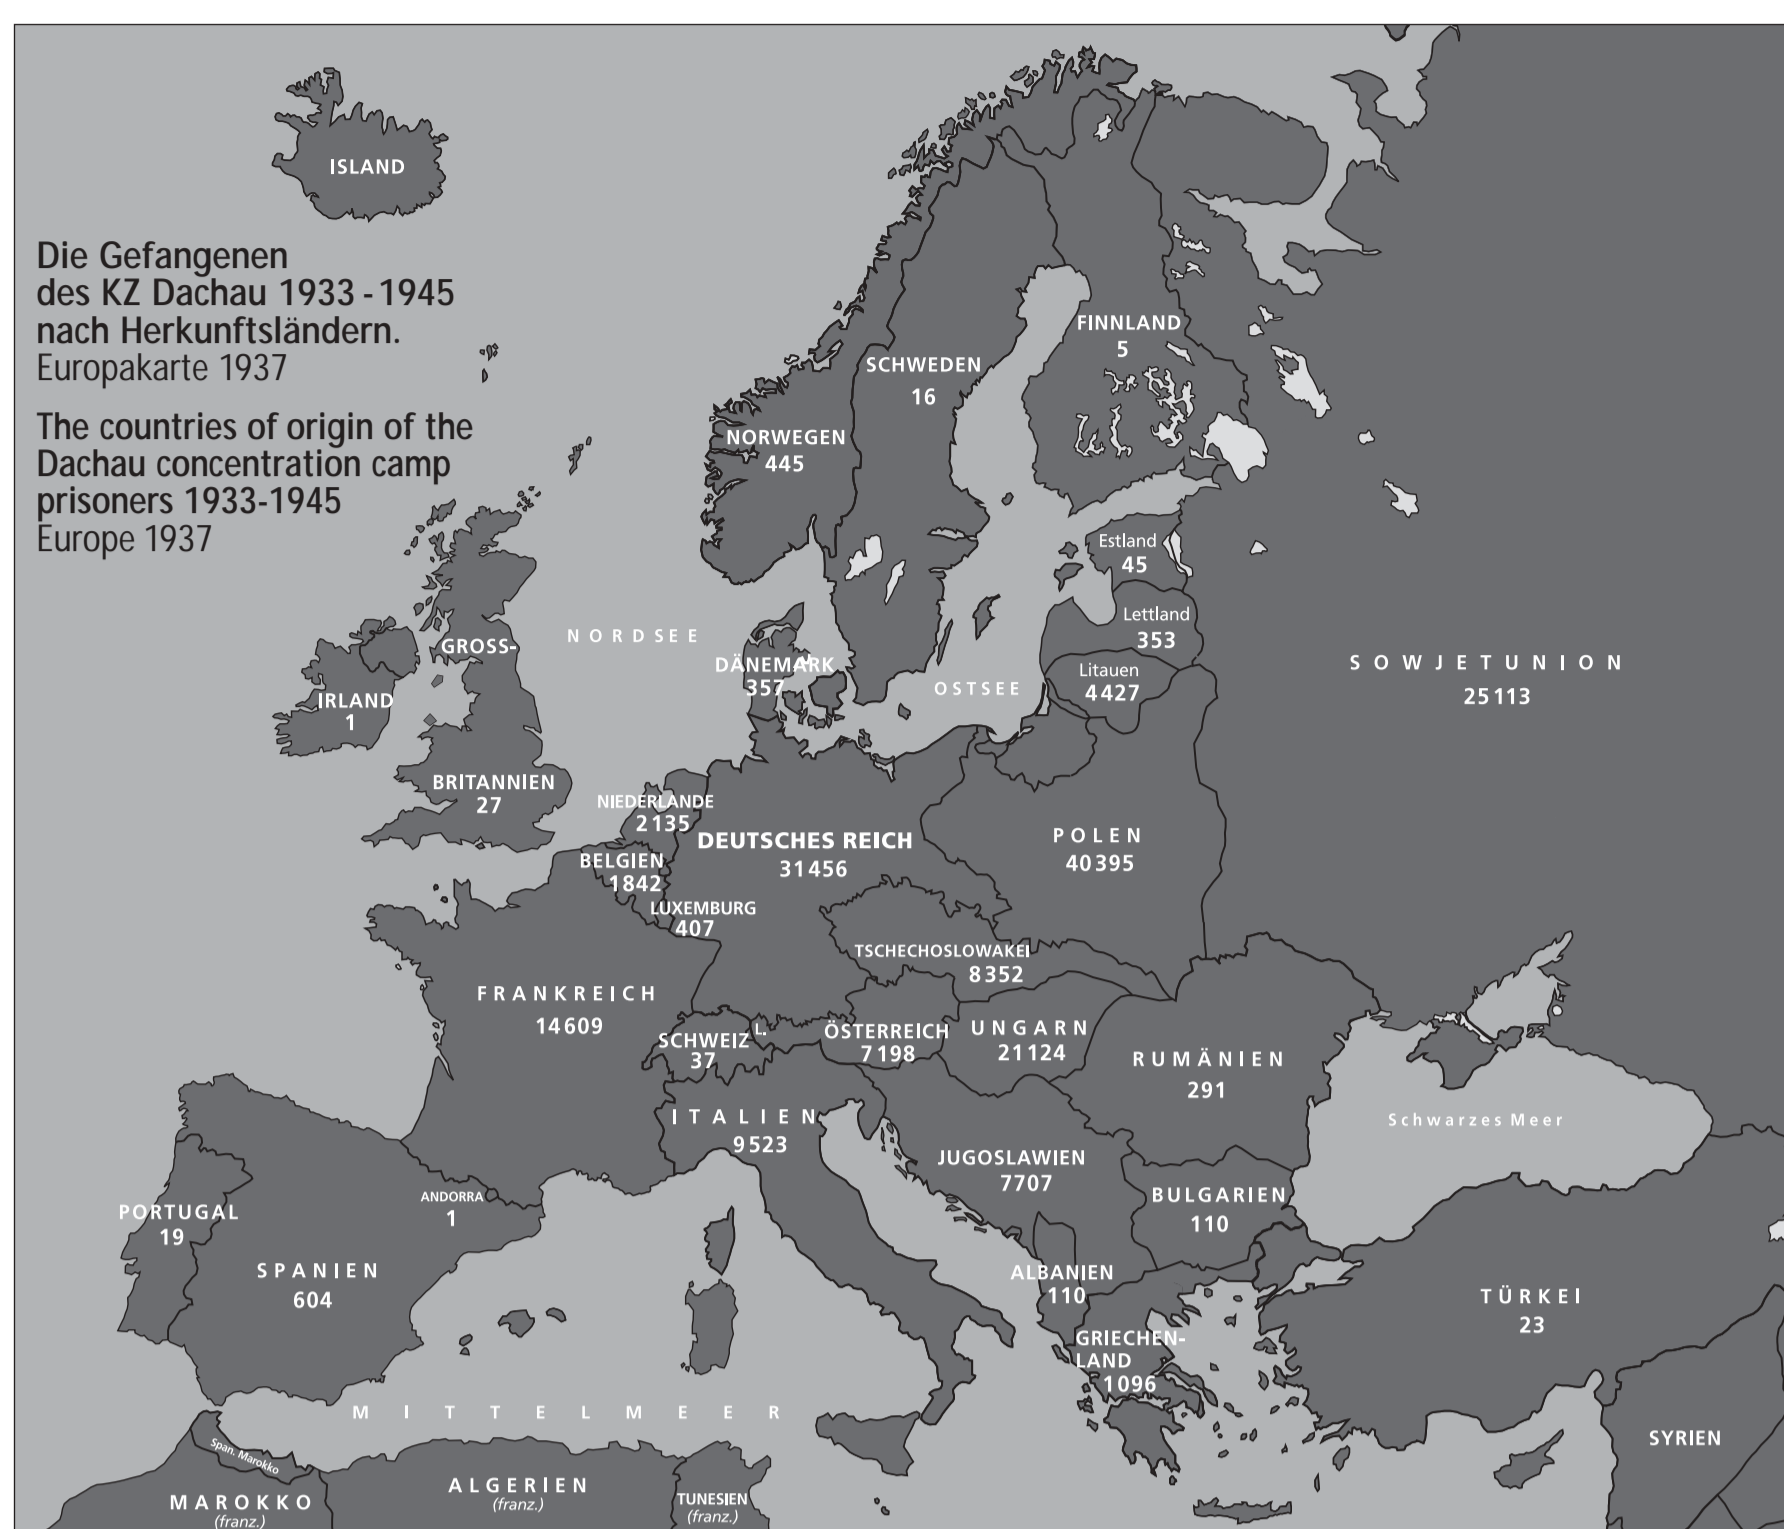 ISLAND
Die Gefangenen
des KZ Dachau 1933 - 1945
nach Herkunftsländern.
Europakarte 1937
The countries of origin of the
Dachau concentration camp
prisoners 1933-1945
Europe 1937
FINNLAND
5
SCHWEDEN
16
NORWEGEN
445
Estland
45
Lettland
353
Litauen
4427
SOWJETUNION
25113
NORDSEE
OSTSEE
DÄNEMARK
357
GROSS-
BRITANNIEN
27
IRLAND
1
NIEDERLANDE
2135
BELGIEN
1842
LUXEMBURG
407
DEUTSCHES REICH
31456
POLEN
40395
TSCHECHOSLOWAKEI
8352
FRANKREICH
14609
SCHWEIZ
37
L.
ÖSTERREICH
7198
UNGARN
21124
RUMÄNIEN
291
Schwarzes Meer
ITALIEN
9523
JUGOSLAWIEN
7707
BULGARIEN
110
ANDORRA
1
PORTUGAL
19
SPANIEN
604
ALBANIEN
110
GRIECHEN-
LAND
1096
TÜRKEI
23
SYRIEN
MITTELMEER
Span. Marokko
MAROKKO
(franz.)
ALGERIEN
(franz.)
TUNESIEN
(franz.)